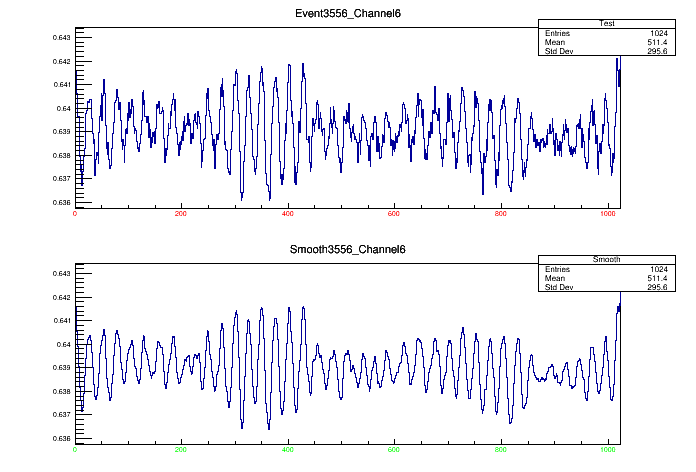 Event3556_Channel6
Test
Entries 1024
Mean 511.4
Std Dev 295.6
0.643
0.642
0.641
0.64
0.639
0.638
0.637
0.636
0 200 400 600 800 1000
Smooth3556_Channel6
Smooth
Entries 1024
Mean 511.4
Std Dev 295.6
0.643
0.642
0.641
0.64
0.639
0.638
0.637
0.636
0 200 400 600 800 1000